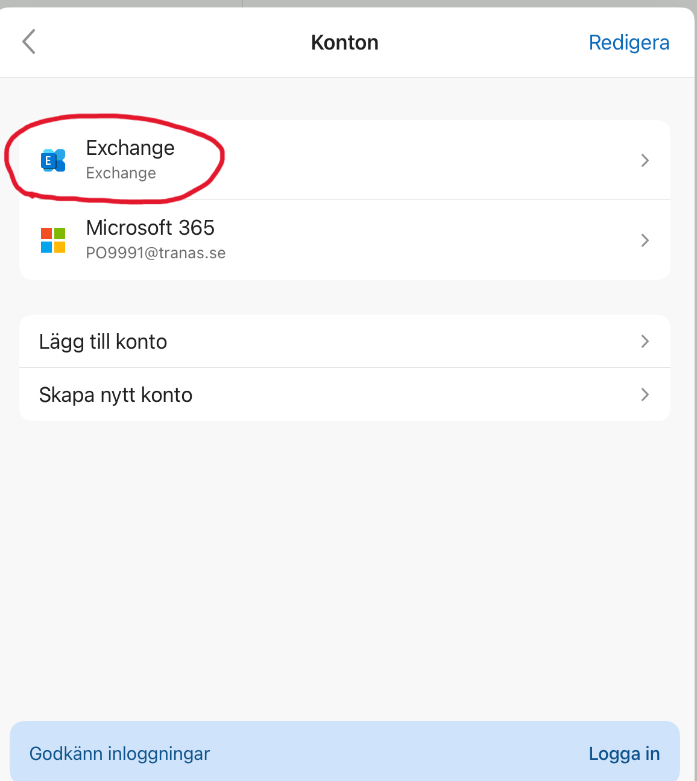 Konton
Redigera
E
Exchange
Exchange
Microsoft 365
PO9991@tranas.se
Lägg till konto
Skapa nytt konto
Godkänn inloggningar
Logga in